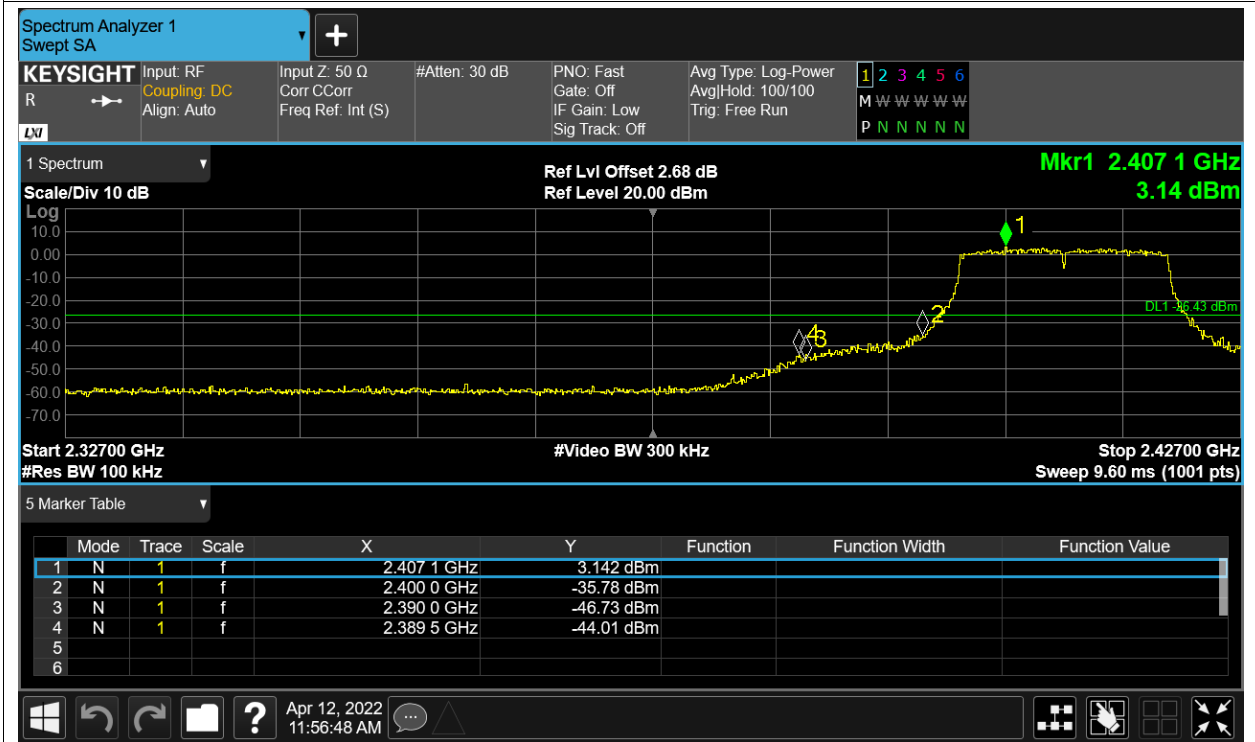 Spectrum Analyzer 1
Swept SA
+
KEYSIGHT Input: RF Input Z: 50 Ω #Atten: 30 dB PNO: Fast Avg Type: Log-Power 1 2 3 4 5 6
R Coupling: DC Corr CCorr Gate: Off Avg|Hold: 100/100 M W W W W W
Align: Auto Freq Ref: Int (S) IF Gain: Low Trig: Free Run
LXI Sig Track: Off P N N N N N
1 Spectrum
Ref Lvl Offset 2.68 dB Mkr1 2.407 1 GHz
Scale/Div 10 dB Ref Level 20.00 dBm 3.14 dBm
Log
10.0 1
0.00
-10.0
-20.0 DL1 -26.43 dBm
-30.0 2
-40.0 4 3
-50.0
-60.0
-70.0
Start 2.32700 GHz #Video BW 300 kHz Stop 2.42700 GHz
#Res BW 100 kHz Sweep 9.60 ms (1001 pts)
5 Marker Table
Mode Trace Scale X Y Function Function Width Function Value
1 N 1 f 2.407 1 GHz 3.142 dBm
2 N 1 f 2.400 0 GHz -35.78 dBm
3 N 1 f 2.390 0 GHz -46.73 dBm
4 N 1 f 2.389 5 GHz -44.01 dBm
5
6
? Apr 12, 2022
11:56:48 AM